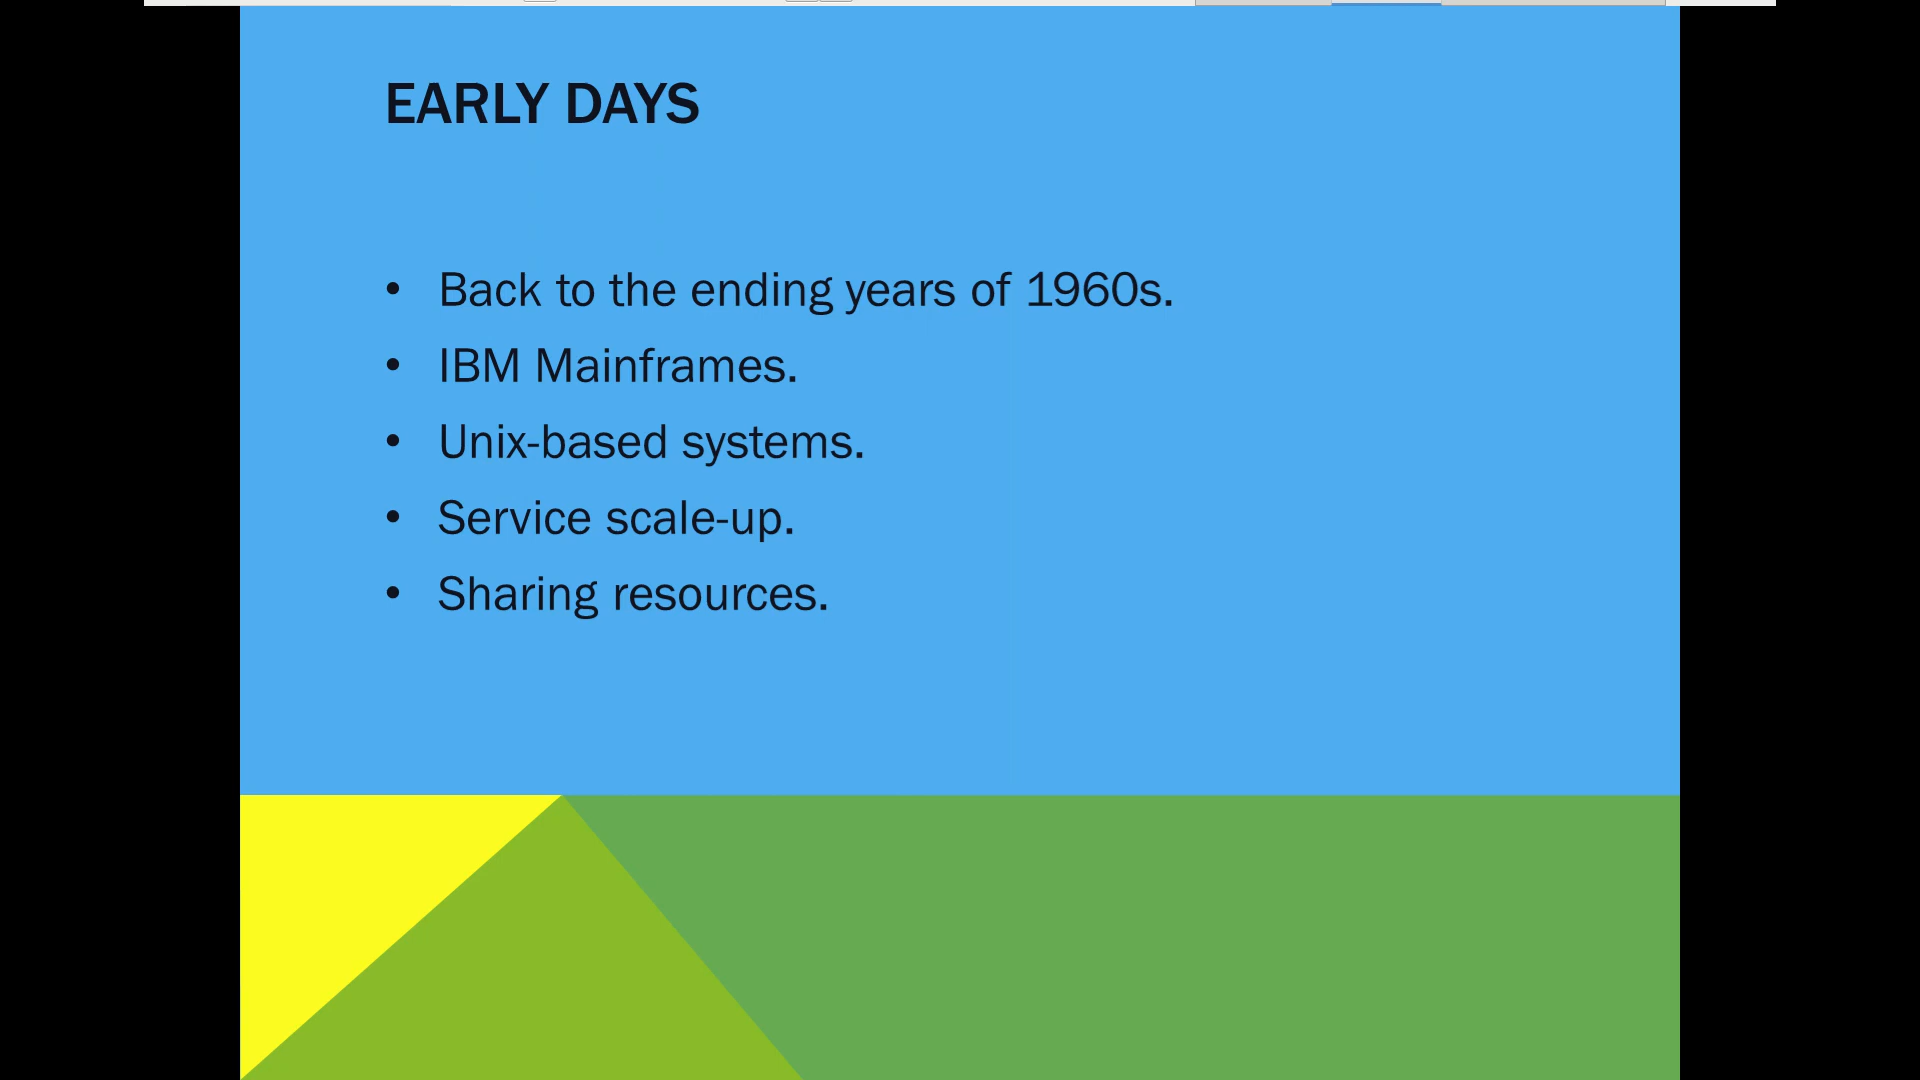 EARLY DAYS
• Back to the ending years of 1960s.
• IBM Mainframes.
• Unix-based systems.
• Service scale-up.
• Sharing resources.